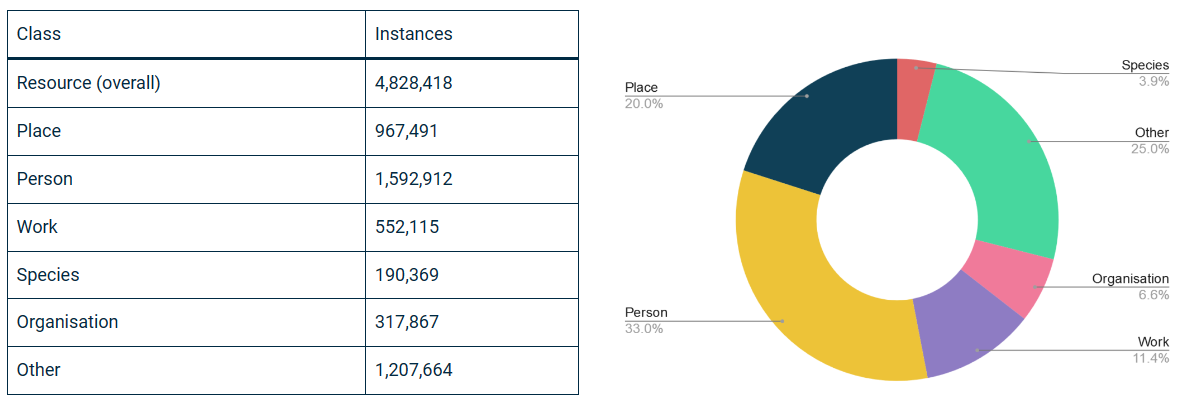 Class Instances
Resource (overall) 4,828,418
Place 967,491
Person 1,592,912
Work 552,115
Species 190,369
Organisation 317,867
Other 1,207,664
Species
3.9%
Place
20.0%
Other
25.0%
Organisation
6.6%
Person
33.0%
Work
11.4%